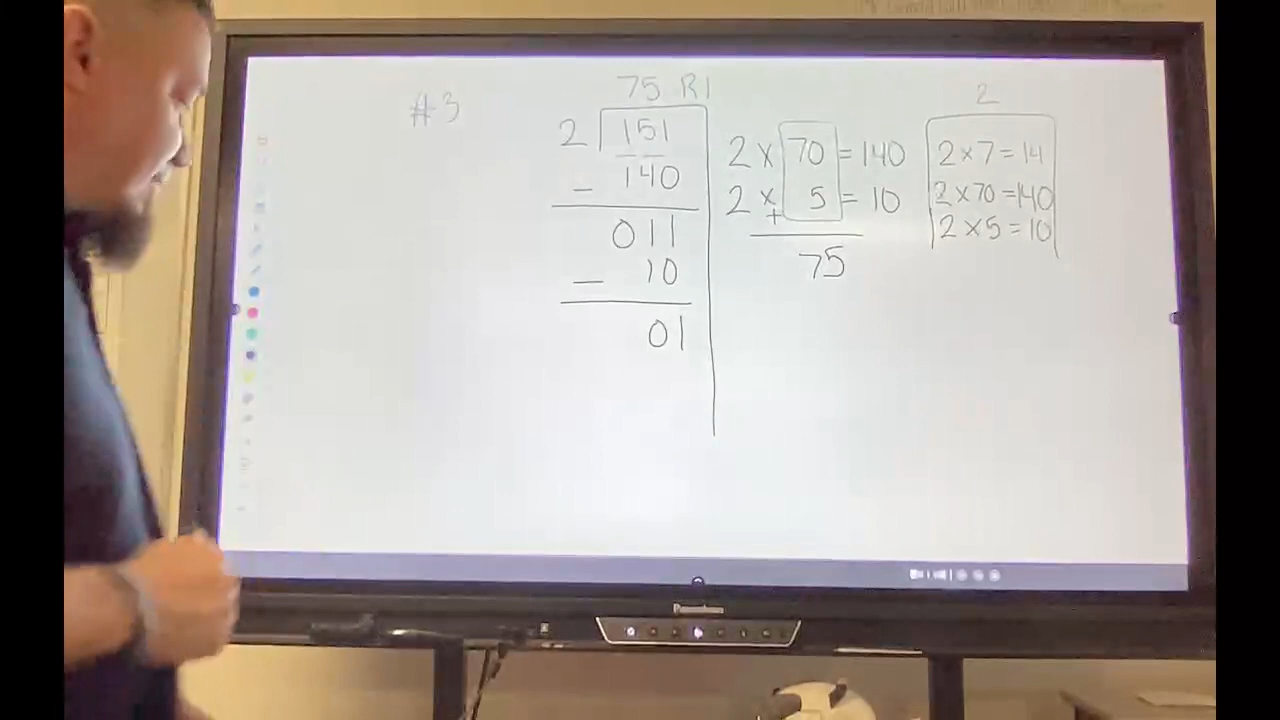 #3
75 R1
2 151
- 140
011
- 10
01
2 x 70 = 140
2 x 5 = 10
+
75
2
2 x 7 = 14
2 x 70 = 140
2 x 5 = 10